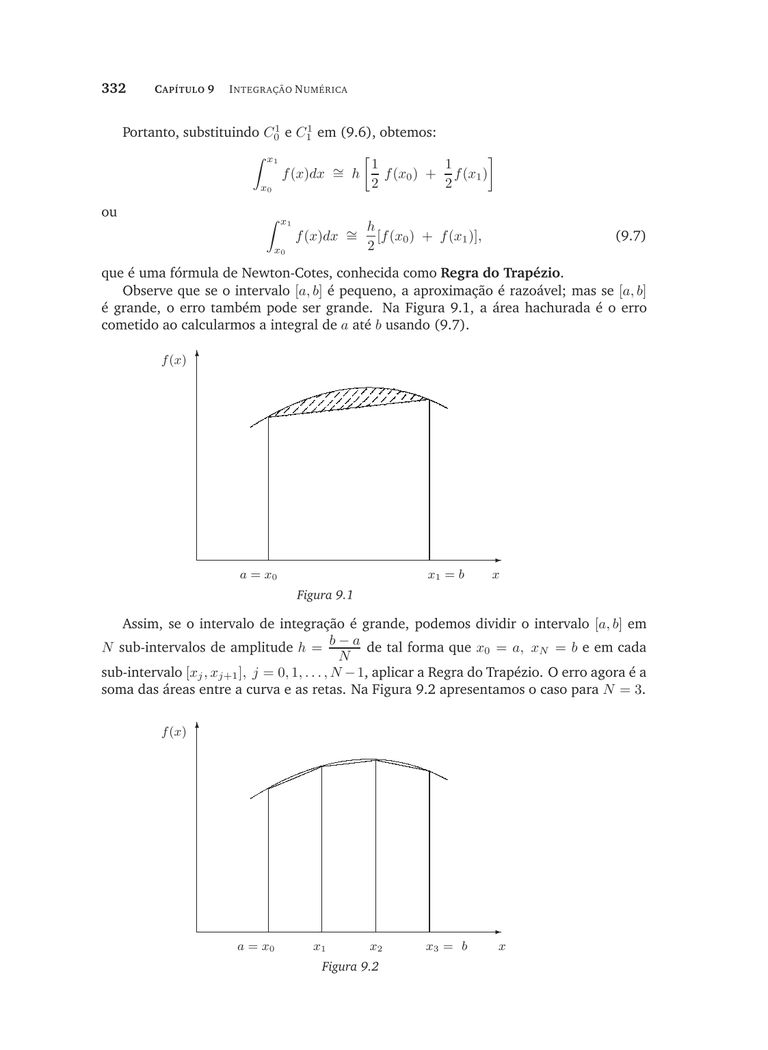 332 CAPÍTULO 9 INTEGRAÇÃO NUMÉRICA
Portanto, substituindo $C_0^1$ e $C_1^1$ em (9.6), obtemos:
$\int_{x_0}^{x_1} f(x)dx \cong h \left[ \frac{1}{2} f(x_0) + \frac{1}{2} f(x_1) \right]$
ou
$\int_{x_0}^{x_1} f(x)dx \cong \frac{h}{2} [f(x_0) + f(x_1)],$ (9.7)
que é uma fórmula de Newton-Cotes, conhecida como Regra do Trapézio.
Observe que se o intervalo $[a, b]$ é pequeno, a aproximação é razoável; mas se $[a, b]$
é grande, o erro também pode ser grande. Na Figura 9.1, a área hachurada é o erro
cometido ao calcularmos a integral de $a$ até $b$ usando (9.7).
$f(x)$
$a = x_0$ $x_1 = b$ $x$
Figura 9.1
Assim, se o intervalo de integração é grande, podemos dividir o intervalo $[a, b]$ em
$N$ sub-intervalos de amplitude $h = \frac{b - a}{N}$ de tal forma que $x_0 = a, x_N = b$ e em cada
sub-intervalo $[x_j, x_{j+1}], j = 0, 1, \ldots, N - 1$, aplicar a Regra do Trapézio. O erro agora é a
soma das áreas entre a curva e as retas. Na Figura 9.2 apresentamos o caso para $N = 3$.
$f(x)$
$a = x_0$ $x_1$ $x_2$ $x_3 = b$ $x$
Figura 9.2